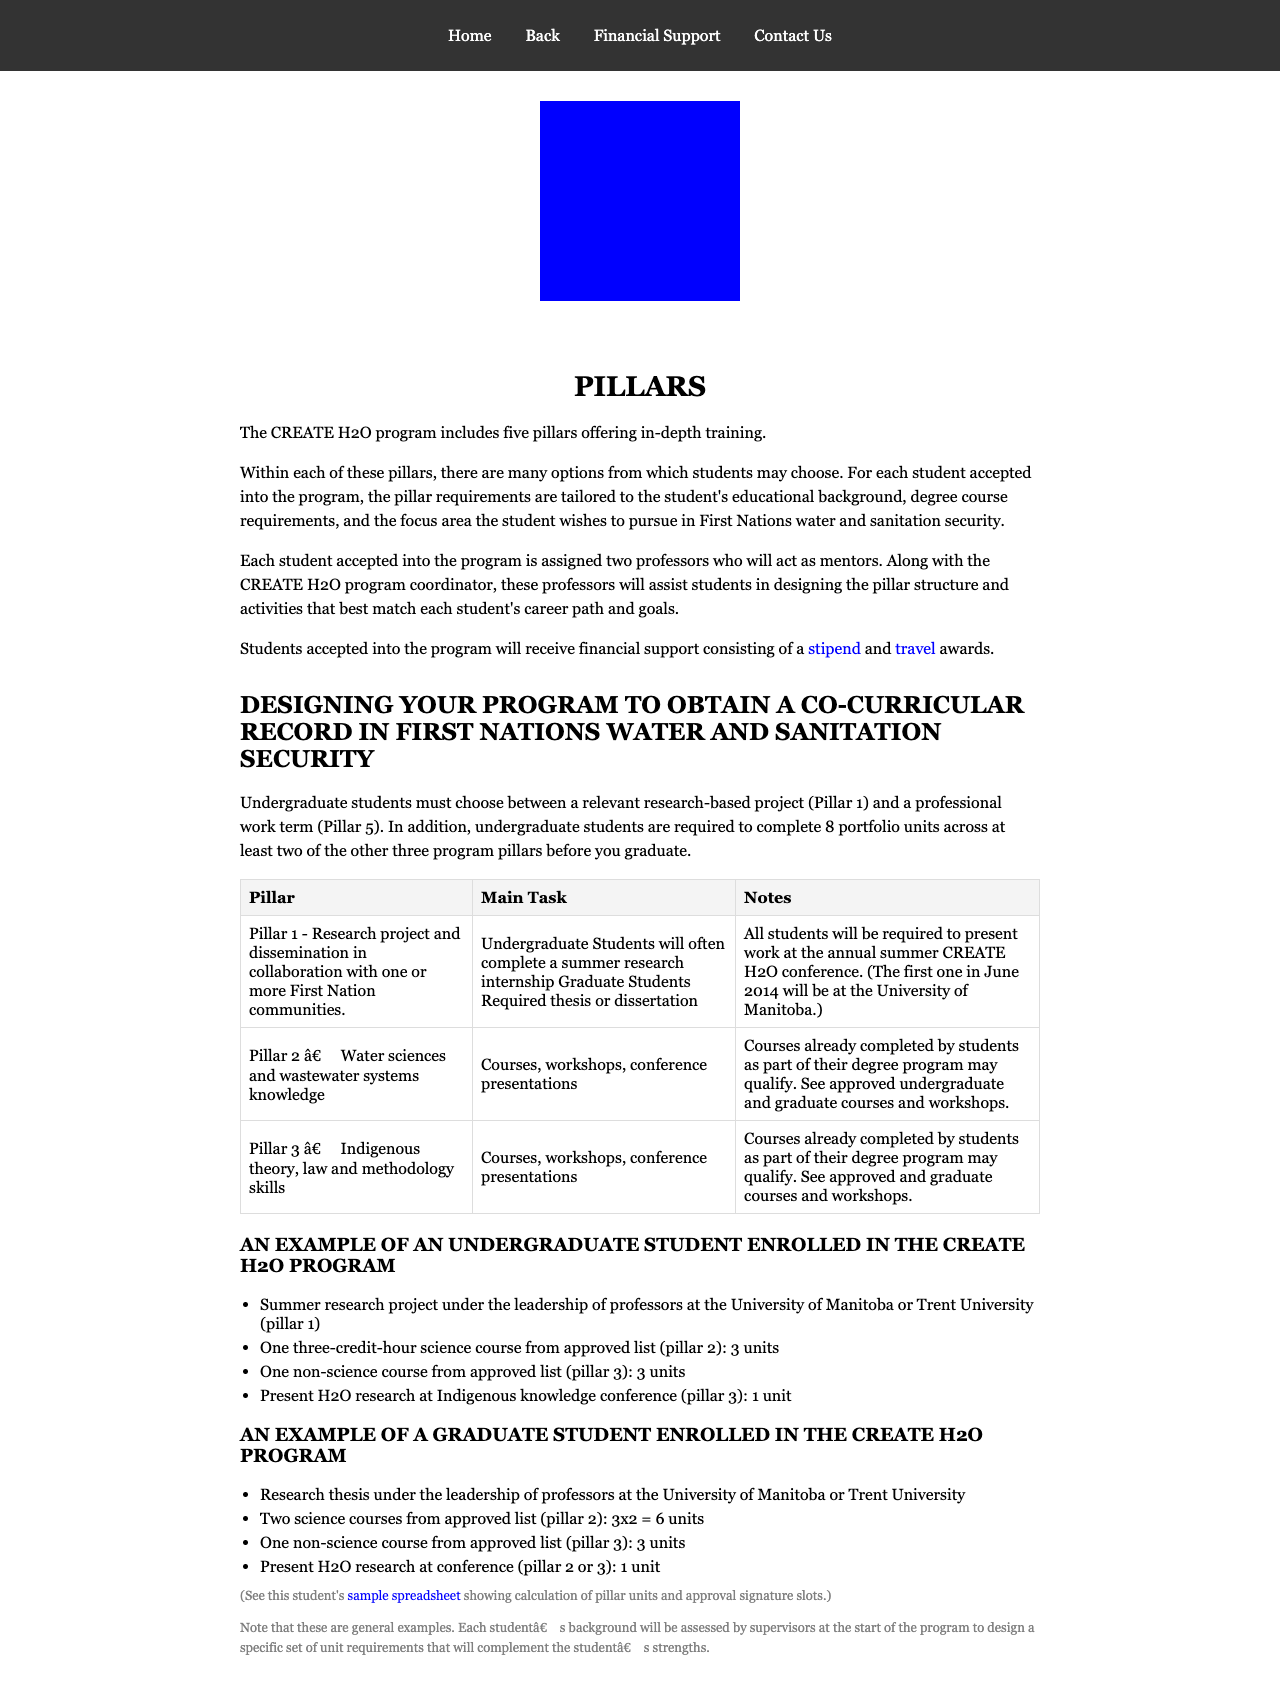 Home Back Financial Support Contact Us
PILLARS
The CREATE H2O program includes five pillars offering in-depth training.
Within each of these pillars, there are many options from which students may choose. For each student accepted
into the program, the pillar requirements are tailored to the student's educational background, degree course
requirements, and the focus area the student wishes to pursue in First Nations water and sanitation security.
Each student accepted into the program is assigned two professors who will act as mentors. Along with the
CREATE H2O program coordinator, these professors will assist students in designing the pillar structure and
activities that best match each student's career path and goals.
Students accepted into the program will receive financial support consisting of a stipend and travel awards.
DESIGNING YOUR PROGRAM TO OBTAIN A CO-CURRICULAR
RECORD IN FIRST NATIONS WATER AND SANITATION
SECURITY
Undergraduate students must choose between a relevant research-based project (Pillar 1) and a professional
work term (Pillar 5). In addition, undergraduate students are required to complete 8 portfolio units across at
least two of the other three program pillars before you graduate.
Pillar
Main Task
Notes
Pillar 1 - Research project and
dissemination in
collaboration with one or
more First Nation
communities.
Undergraduate Students will often
complete a summer research
internship Graduate Students
Required thesis or dissertation
All students will be required to present
work at the annual summer CREATE
H2O conference. (The first one in June
2014 will be at the University of
Manitoba.)
Pillar 2 â€ Water sciences
and wastewater systems
knowledge
Courses, workshops, conference
presentations
Courses already completed by students
as part of their degree program may
qualify. See approved undergraduate
and graduate courses and workshops.
Pillar 3 â€ Indigenous
theory, law and methodology
skills
Courses, workshops, conference
presentations
Courses already completed by students
as part of their degree program may
qualify. See approved and graduate
courses and workshops.
AN EXAMPLE OF AN UNDERGRADUATE STUDENT ENROLLED IN THE CREATE
H2O PROGRAM
• Summer research project under the leadership of professors at the University of Manitoba or Trent University
(pillar 1)
• One three-credit-hour science course from approved list (pillar 2): 3 units
• One non-science course from approved list (pillar 3): 3 units
• Present H2O research at Indigenous knowledge conference (pillar 3): 1 unit
AN EXAMPLE OF A GRADUATE STUDENT ENROLLED IN THE CREATE H2O
PROGRAM
• Research thesis under the leadership of professors at the University of Manitoba or Trent University
• Two science courses from approved list (pillar 2): 3x2 = 6 units
• One non-science course from approved list (pillar 3): 3 units
• Present H2O research at conference (pillar 2 or 3): 1 unit
(See this student's sample spreadsheet showing calculation of pillar units and approval signature slots.)
Note that these are general examples. Each studentâ€ s background will be assessed by supervisors at the start of the program to design a
specific set of unit requirements that will complement the studentâ€ s strengths.